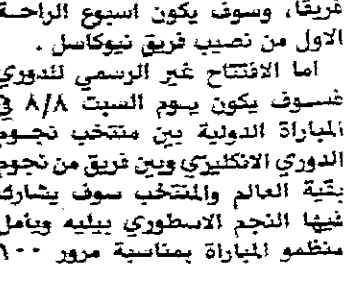 فريقا، وسوف يكون اسبوع الراحة
الاول من نصيب فريق نيوكاسل .
اما الافتتاح غير الرسمي للدوري
فسوف يكون يوم السبت ٨/٨ في
المباراة الدولية بين منتخب نجوم
الدوري الانكليزي وبين فريق من نجوم
بقية العالم والمنتخب سوف يشارك
فيها النجم الاسطوري بيليه ويأمل
منظمو المباراة بمناسبة مرور ١٠٠